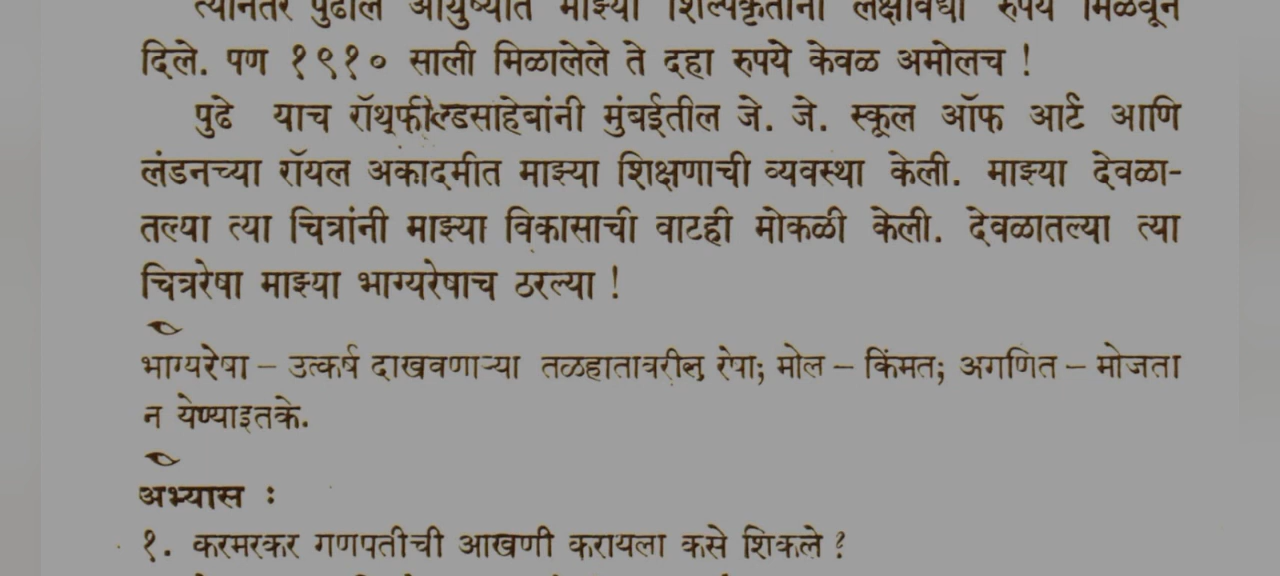 त्यानंतर पुढील आयुष्यात माझ्या शिल्पकृतींनी लक्षावधी रुपये मिळवून
दिले. पण १९१० साली मिळालेले ते दहा रुपये केवळ अमोलच !
पुढे याच रॉथ्फील्डसाहेबांनी मुंबईतील जे. जे. स्कूल ऑफ आर्ट आणि
लंडनच्या रॉयल अकादमीत माझ्या शिक्षणाची व्यवस्था केली. माझ्या देवळा-
तल्या त्या चित्रांनी माझ्या विकासाची वाटही मोकळी केली. देवळातल्या त्या
चित्ररेषा माझ्या भाग्यरेषाच ठरल्या !
भाग्यरेषा – उत्कर्ष दाखवणाऱ्या तळहातावरील रेषा; मोल – किंमत; अगणित – मोजता
न येण्याइतके.
अभ्यास :
१. करमरकर गणपतीची आखणी करायला कसे शिकले ?